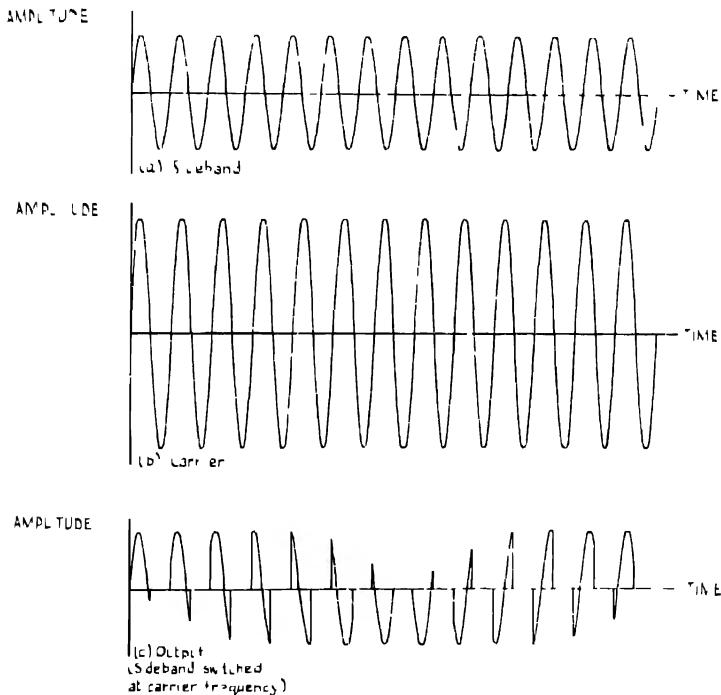 AMPLITUDE
TIME
(a) Sideband
AMPLITUDE
TIME
(b) Carrier
AMPLITUDE
TIME
(c) Output
(Sideband switched
at carrier frequency)